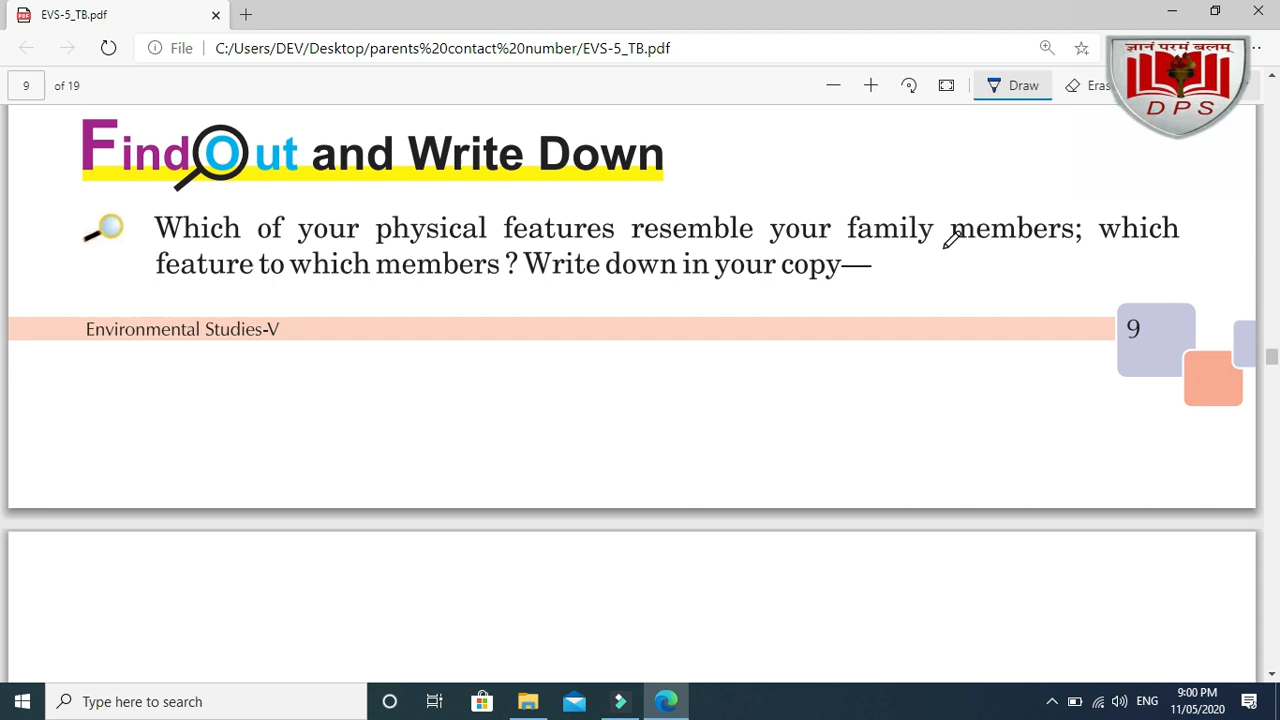 EVS-5_TB.pdf
File C:/Users/DEV/Desktop/parents%20contact%20number/EVS-5_TB.pdf
9 of 19
Draw
Eras
ज्ञानं परमं बलम्
DPS
Find Out and Write Down
Which of your physical features resemble your family members; which
feature to which members ? Write down in your copy—
Environmental Studies-V
9
Type here to search
ENG
9:00 PM
11/05/2020